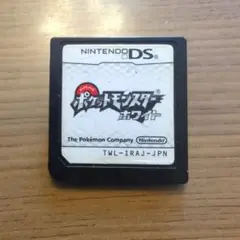 NINTENDO DS
ポケットモンスター
ホワイト
The Pokémon Company Nintendo
TWL-IRAJ-JPN